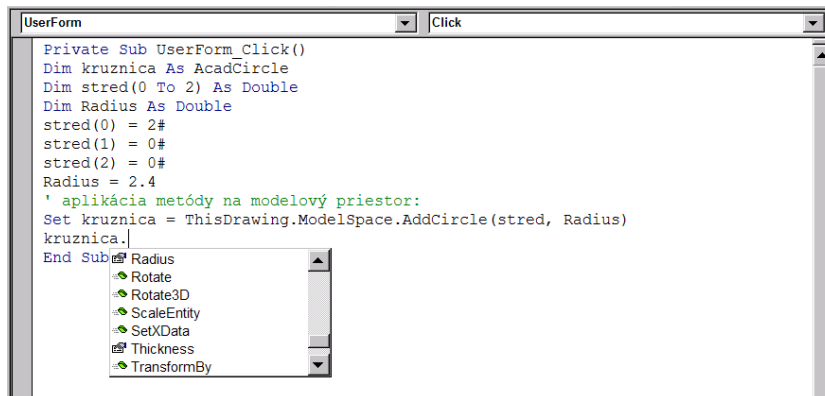 UserForm Click
Private Sub UserForm_Click()
Dim kruznica As AcadCircle
Dim stred(0 To 2) As Double
Dim Radius As Double
stred(0) = 2#
stred(1) = 0#
stred(2) = 0#
Radius = 2.4
' aplikácia metódy na modelový priestor:
Set kruznica = ThisDrawing.ModelSpace.AddCircle(stred, Radius)
kruznica.
End Sub
Radius
Rotate
Rotate3D
ScaleEntity
SetXData
Thickness
TransformBy